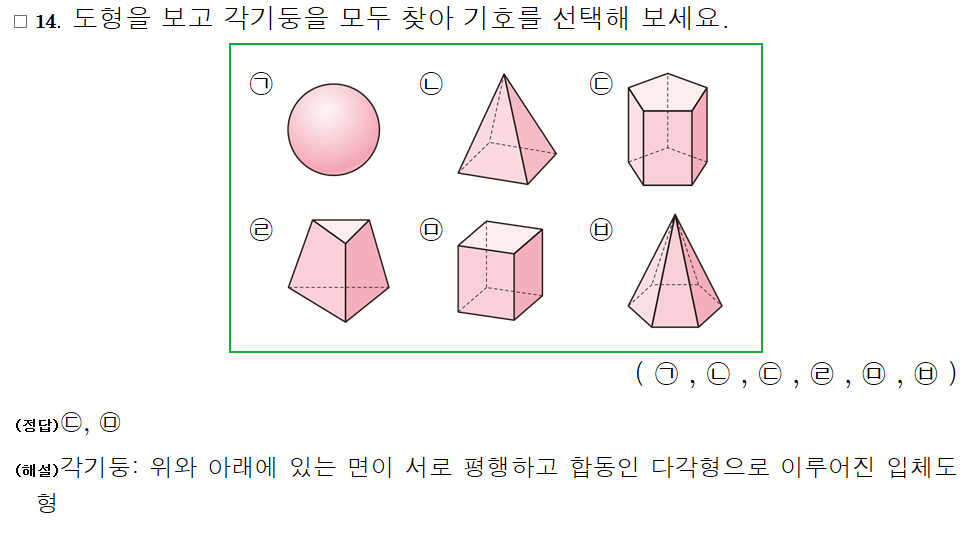 □ 14. 도형을 보고 각기둥을 모두 찾아 기호를 선택해 보세요.
㉠ ㉡ ㉢
㉣ ㉤ ㉥
( ㉠ , ㉡ , ㉢ , ㉣ , ㉤ , ㉥ )
(정답)㉢, ㉤
(해설)각기둥: 위와 아래에 있는 면이 서로 평행하고 합동인 다각형으로 이루어진 입체도
형